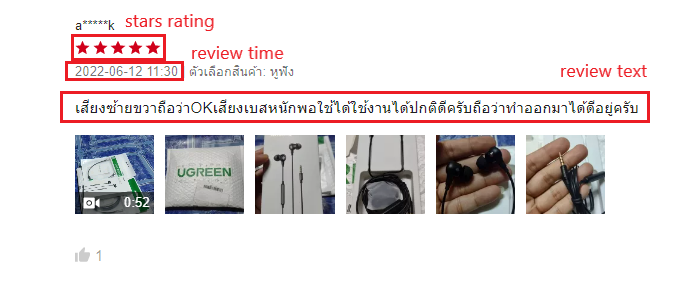 a*****k stars rating
review time
2022-06-12 11:30 ตัวเลือกสินค้า: หูฟัง
review text
เสียงซ้ายขวาถือว่าOKเสียงเบสหนักพอใช้ได้ใช้งานได้ปกติดีครับถือว่าทำออกมาได้ดีอยู่ครับ
UGREEN
0:52
1